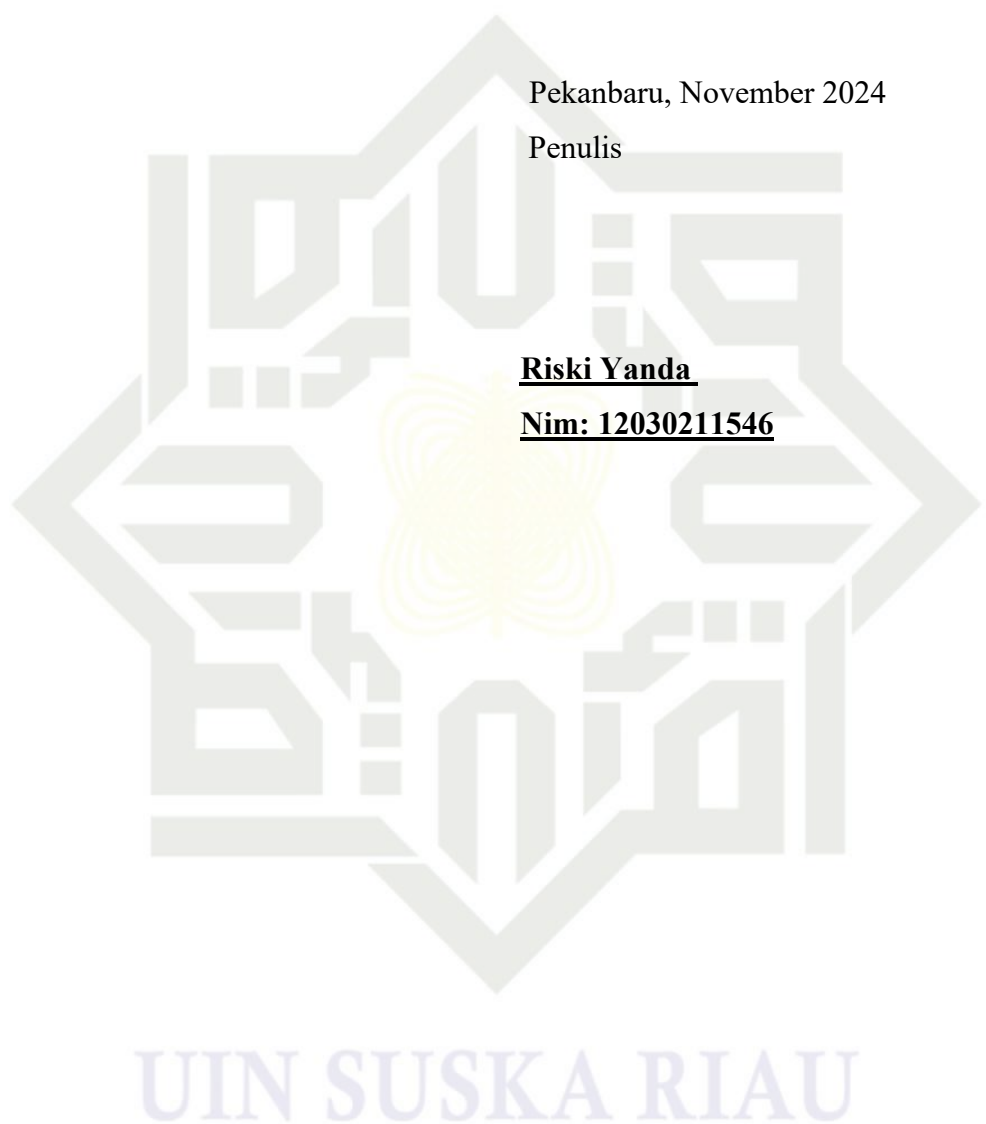 Pekanbaru, November 2024
Penulis
Riski Yanda
Nim: 12030211546
UIN SUSKA RIAU